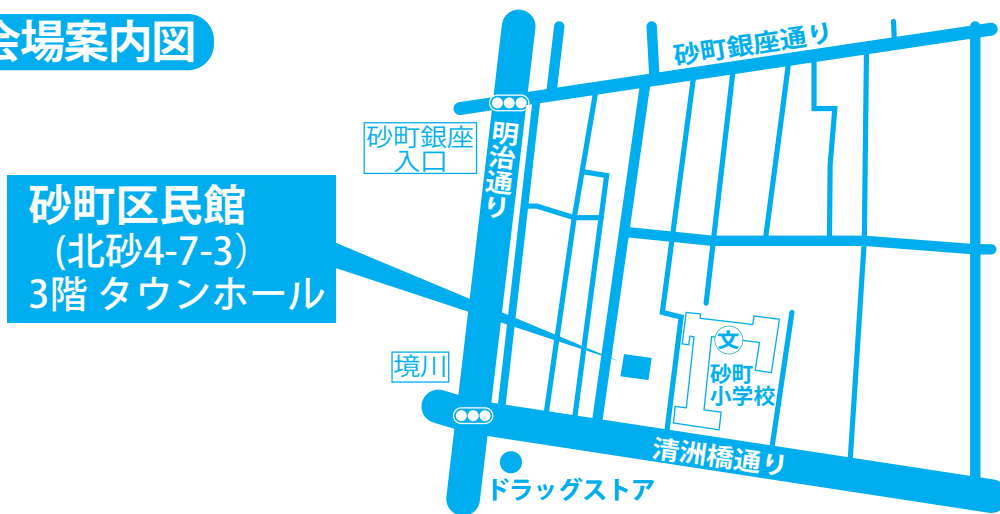 会場案内図
砂町銀座通り
砂町銀座
入口
明治通り
砂町区民館
(北砂4-7-3)
3階 タウンホール
境川
文
砂町
小学校
清洲橋通り
ドラッグストア